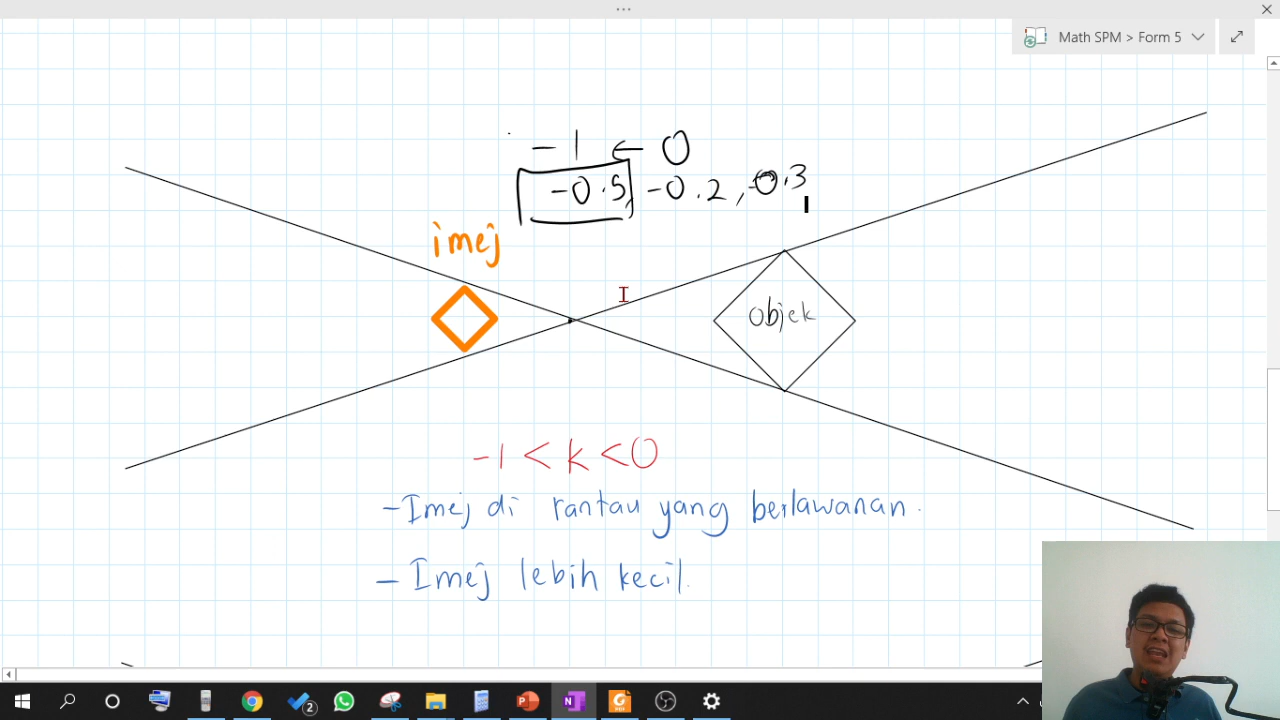 Math SPM > Form 5
-1 ← 0
-0.5, -0.2, -0.3
imej
objek
-1 < k < 0
- Imej di rantau yang berlawanan.
- Imej lebih kecil.
2